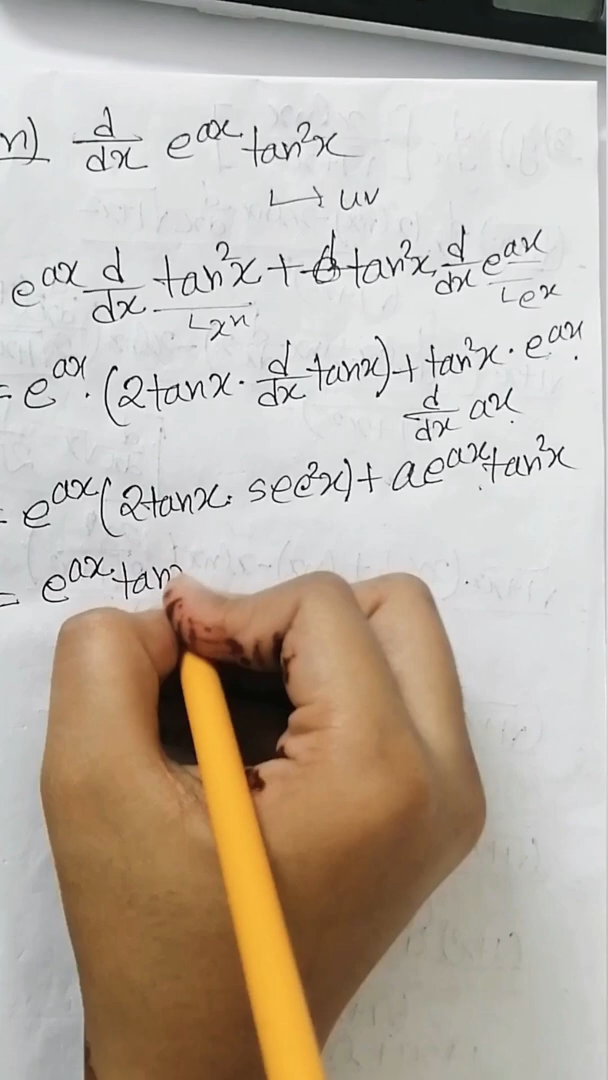 n) d/dx e^ax tan²x
↦ uv
e^ax d/dx tan²x + tan²x. d/dx e^ax
↳x^n ↳e^x
= e^ax. (2tanx. d/dx tanx) + tan²x. e^ax.
d/dx ax
= e^ax (2tanx. sec²x) + ae^ax. tan²x
= e^ax. tan